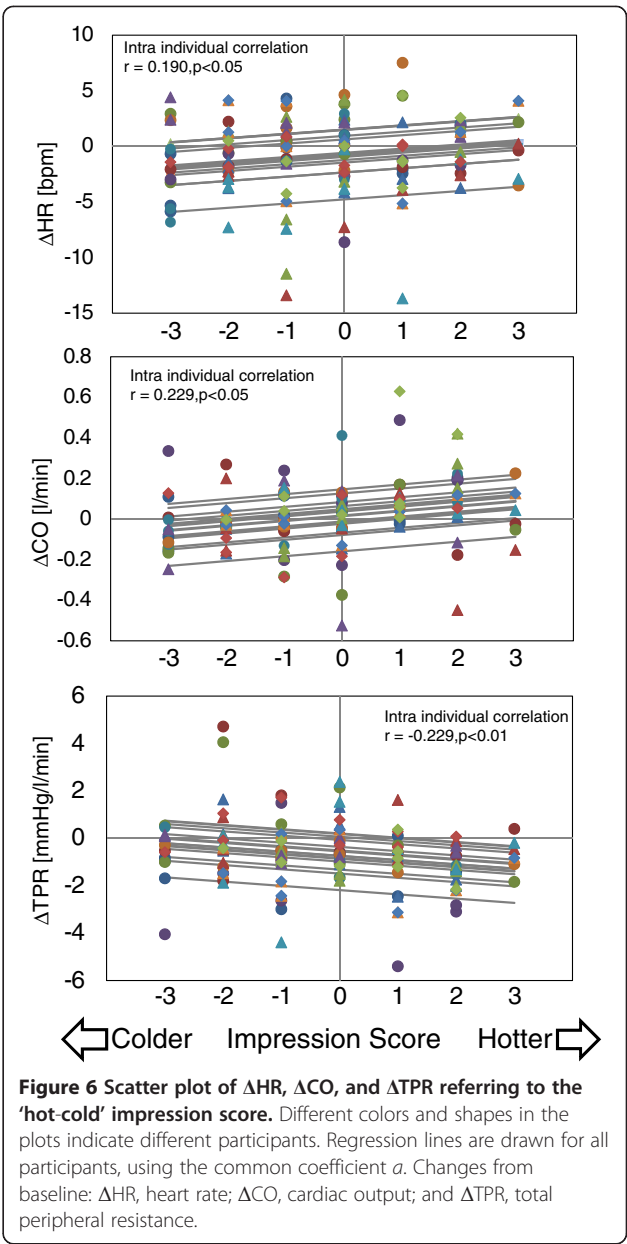 Intra individual correlation
r = 0.190,p<0.05
10
5
0
-5
-10
-15
ΔHR [bpm]
-3 -2 -1 0 1 2 3
Intra individual correlation
r = 0.229,p<0.05
0.8
0.6
0.4
0.2
0
-0.2
-0.4
-0.6
ΔCO [l/min]
-3 -2 -1 0 1 2 3
Intra individual correlation
r = -0.229,p<0.01
6
4
2
0
-2
-4
-6
ΔTPR [mmHg/l/min]
-3 -2 -1 0 1 2 3
Colder Impression Score Hotter
Figure 6 Scatter plot of ΔHR, ΔCO, and ΔTPR referring to the
‘hot-cold’ impression score. Different colors and shapes in the
plots indicate different participants. Regression lines are drawn for all
participants, using the common coefficient a. Changes from
baseline: ΔHR, heart rate; ΔCO, cardiac output; and ΔTPR, total
peripheral resistance.